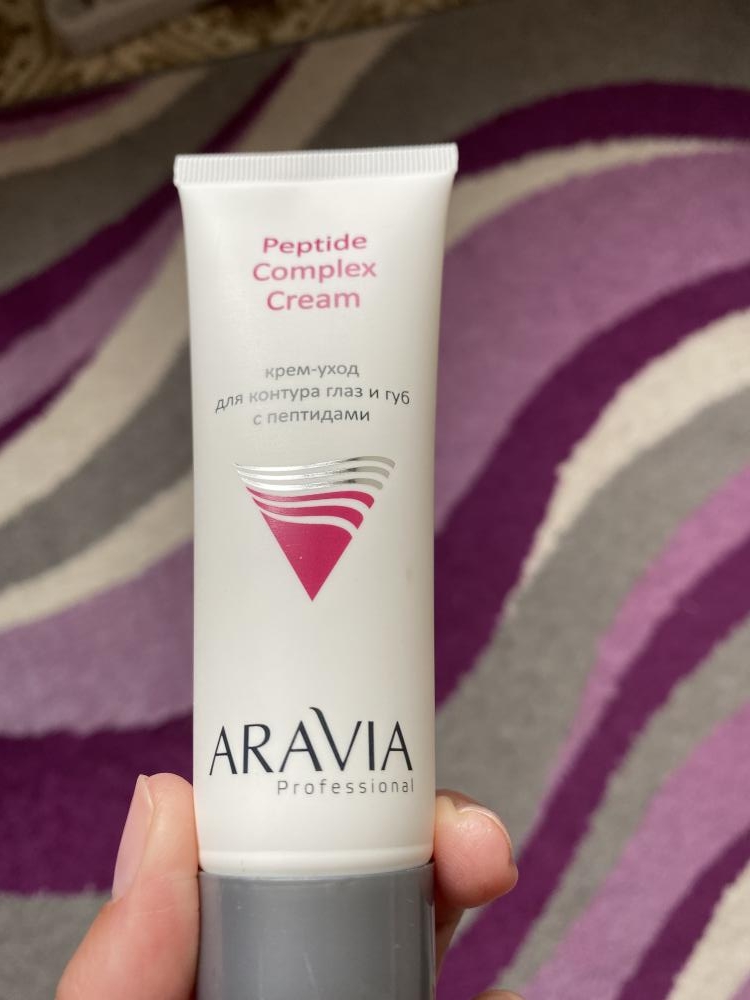 Peptide
Complex
Cream
крем-уход
для контура глаз и губ
с пептидами
ARAVIA
Professional